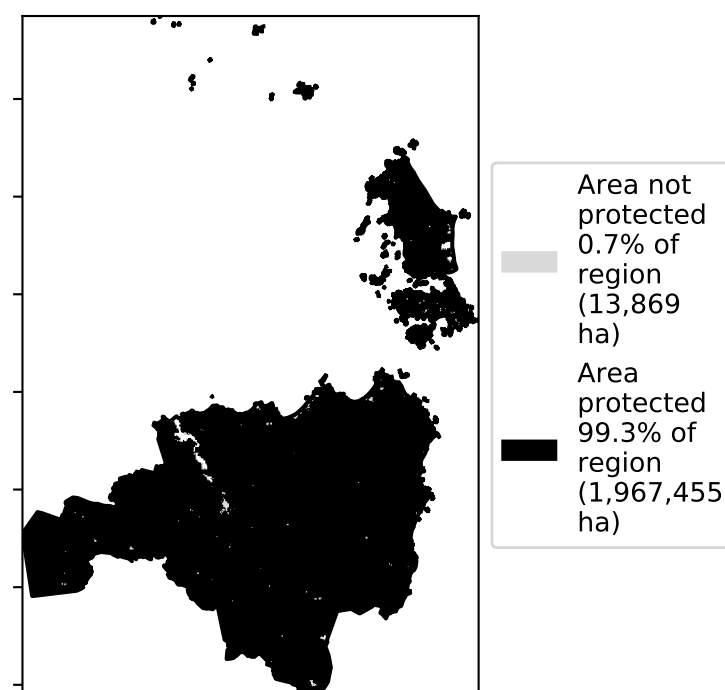 Area not
protected
0.7% of
region
(13,869
ha)
Area
protected
99.3% of
region
(1,967,455
ha)